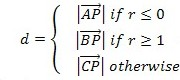 |AP⃗| if r ≤ 0
d = { |BP⃗| if r ≥ 1
|CP⃗| otherwise